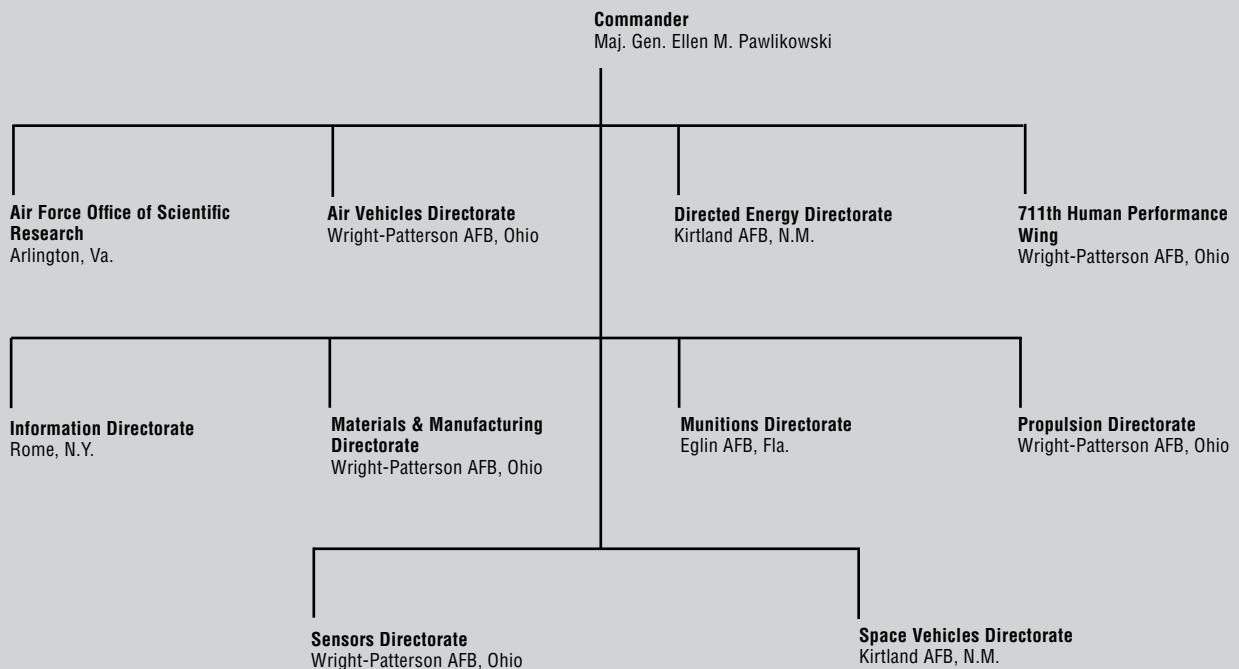 Commander
Maj. Gen. Ellen M. Pawlikowski
Air Force Office of Scientific
Research
Arlington, Va.
Air Vehicles Directorate
Wright-Patterson AFB, Ohio
Directed Energy Directorate
Kirtland AFB, N.M.
711th Human Performance
Wing
Wright-Patterson AFB, Ohio
Information Directorate
Rome, N.Y.
Materials & Manufacturing
Directorate
Wright-Patterson AFB, Ohio
Munitions Directorate
Eglin AFB, Fla.
Propulsion Directorate
Wright-Patterson AFB, Ohio
Sensors Directorate
Wright-Patterson AFB, Ohio
Space Vehicles Directorate
Kirtland AFB, N.M.